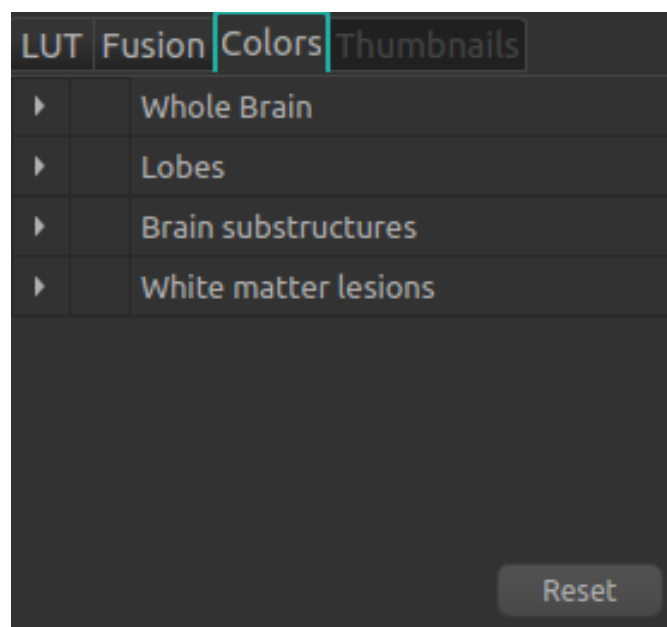 LUT Fusion Colors Thumbnails
Whole Brain
Lobes
Brain substructures
White matter lesions
Reset